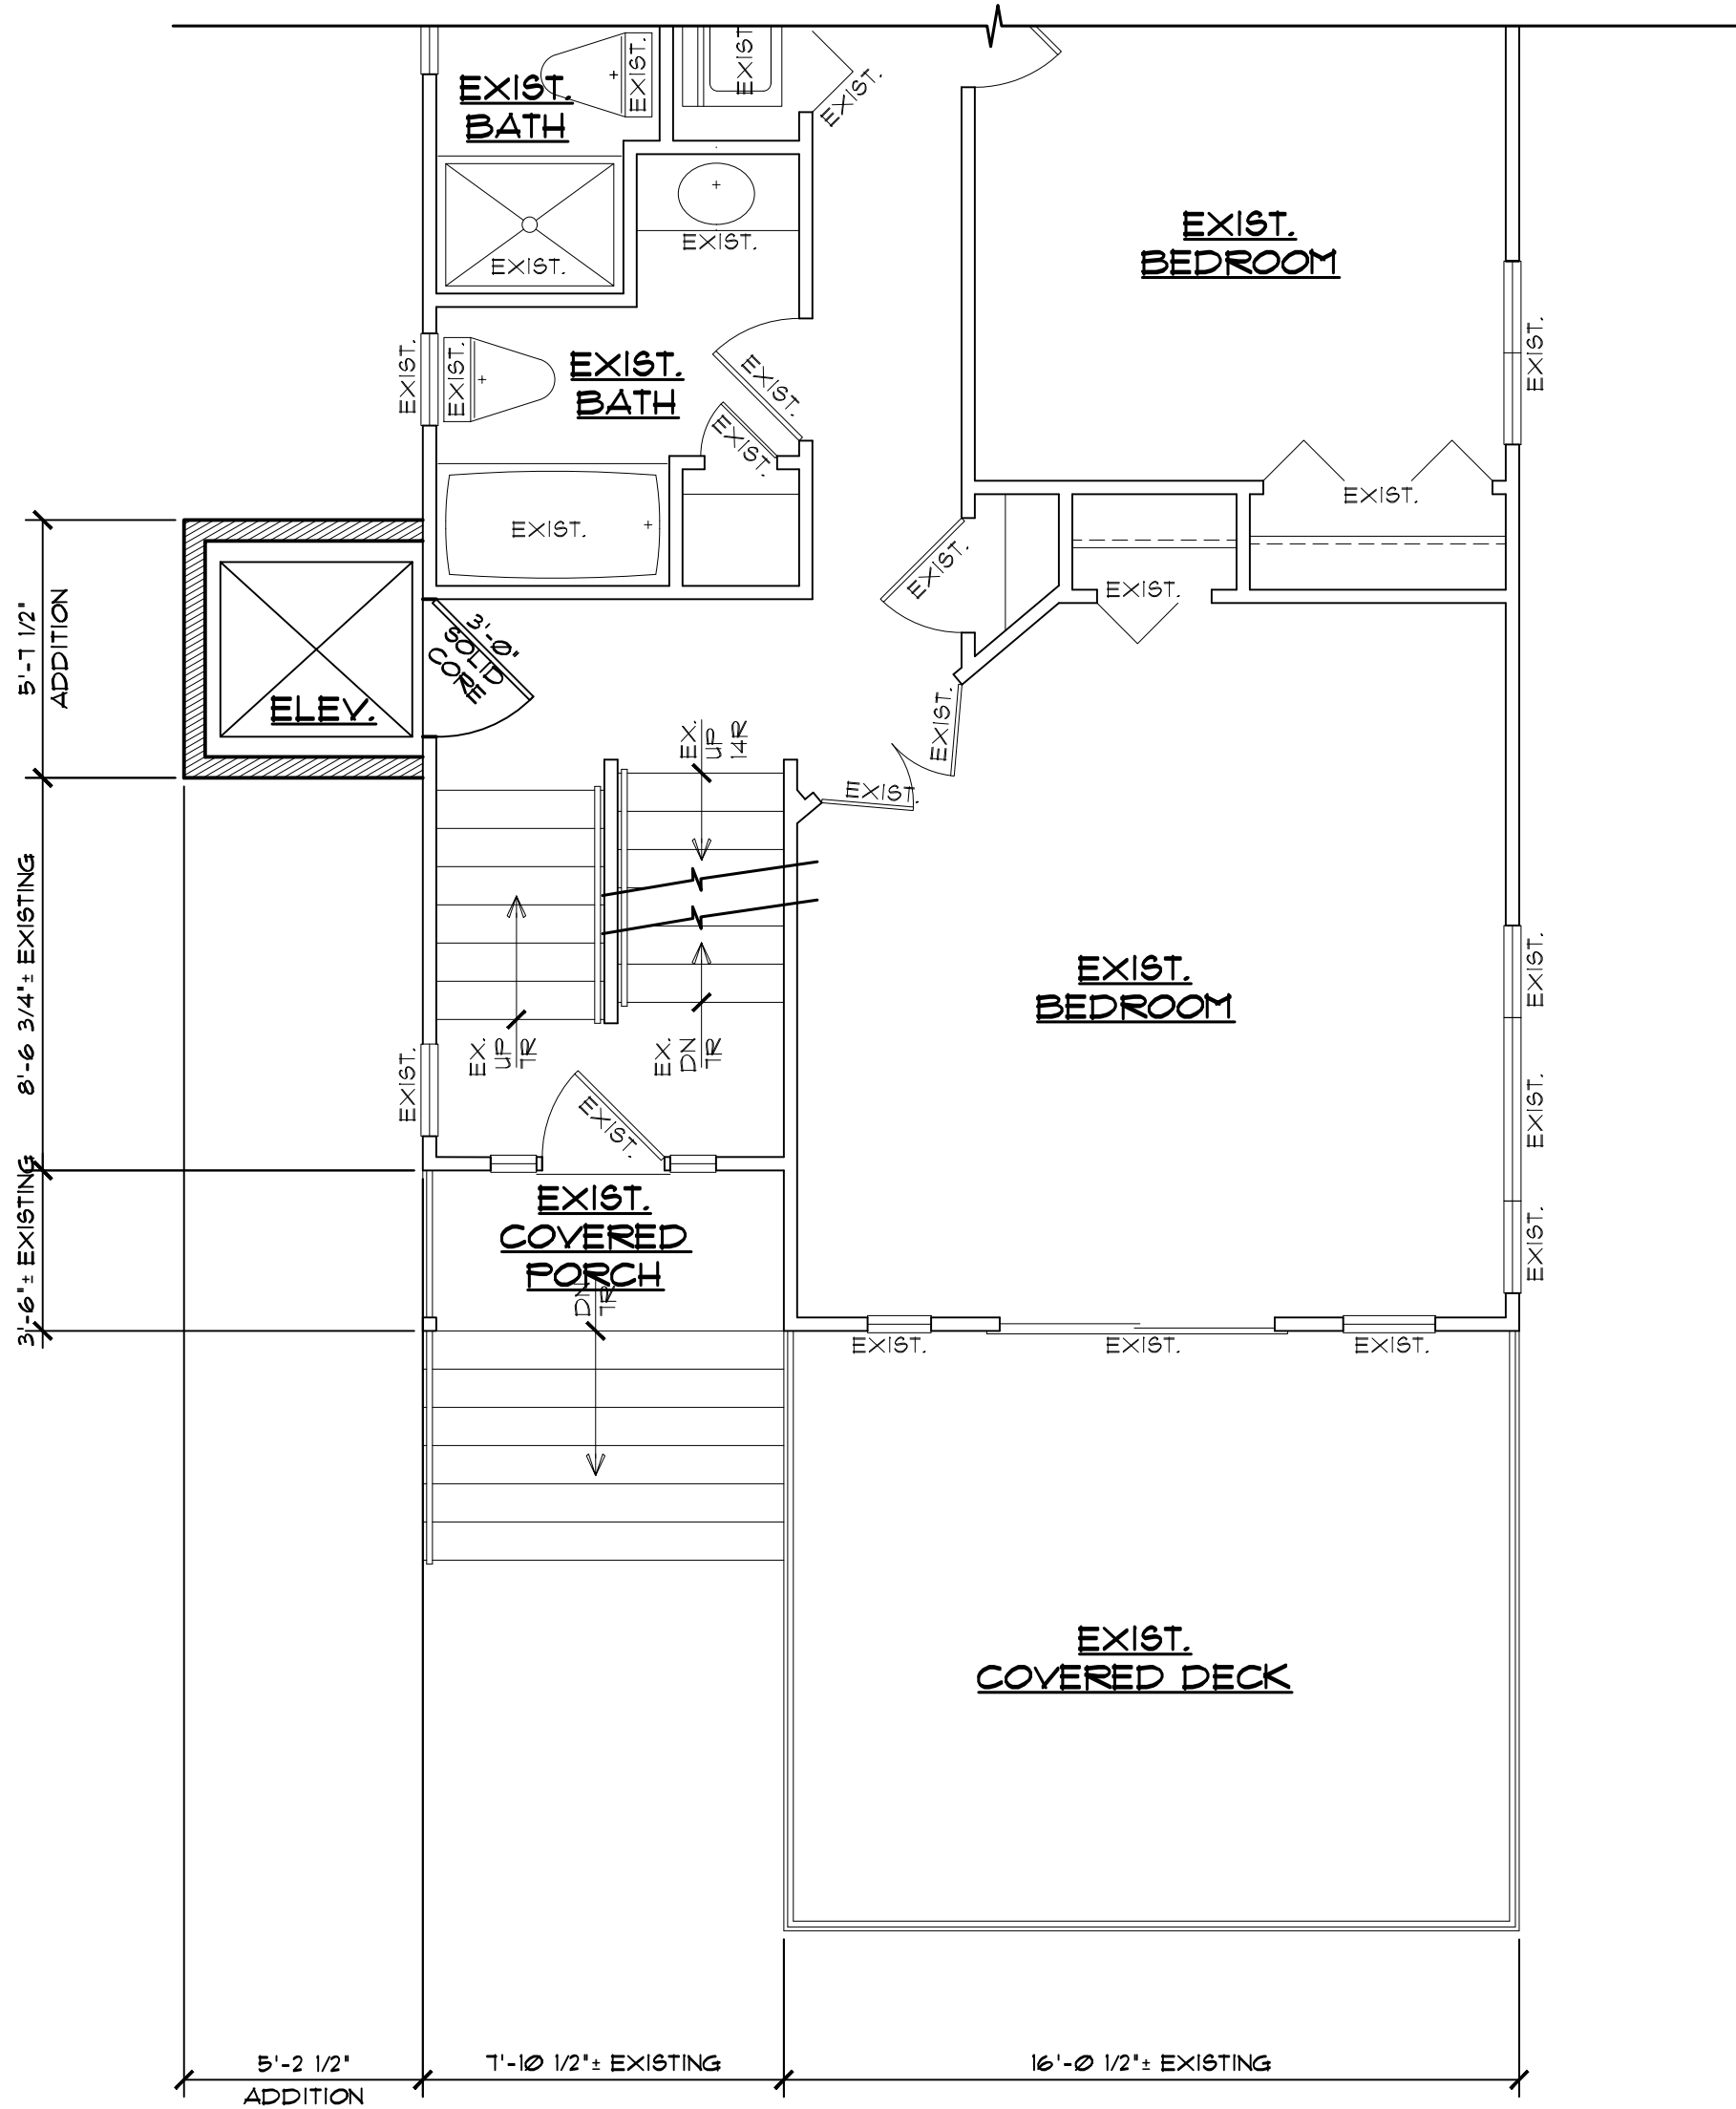 EXIST.
BATH
EXIST.
EXIST.
EXIST.
EXIST.
EXIST.
EXIST.
BEDROOM
EXIST.
EXIST.
EXIST.
EXIST.
BATH
EXIST.
EXIST.
EXIST.
EXIST.
EXIST.
EXIST.
EXIST.
5'-7 1/2"
ADDITION
ELEV.
3'-0"
SOLID
CORE
EX.
UP
14R
EXIST.
EXIST.
8'-6 3/4"± EXISTING
EXIST.
BEDROOM
EXIST.
EXIST.
EXIST.
EXIST.
EX.
UP
7R
EX.
DN
7R
EXIST.
3'-6"± EXISTING
EXIST.
COVERED
PORCH
DN
7R
EXIST.
EXIST.
EXIST.
EXIST.
COVERED DECK
5'-2 1/2"
ADDITION
7'-10 1/2"± EXISTING
16'-0 1/2"± EXISTING